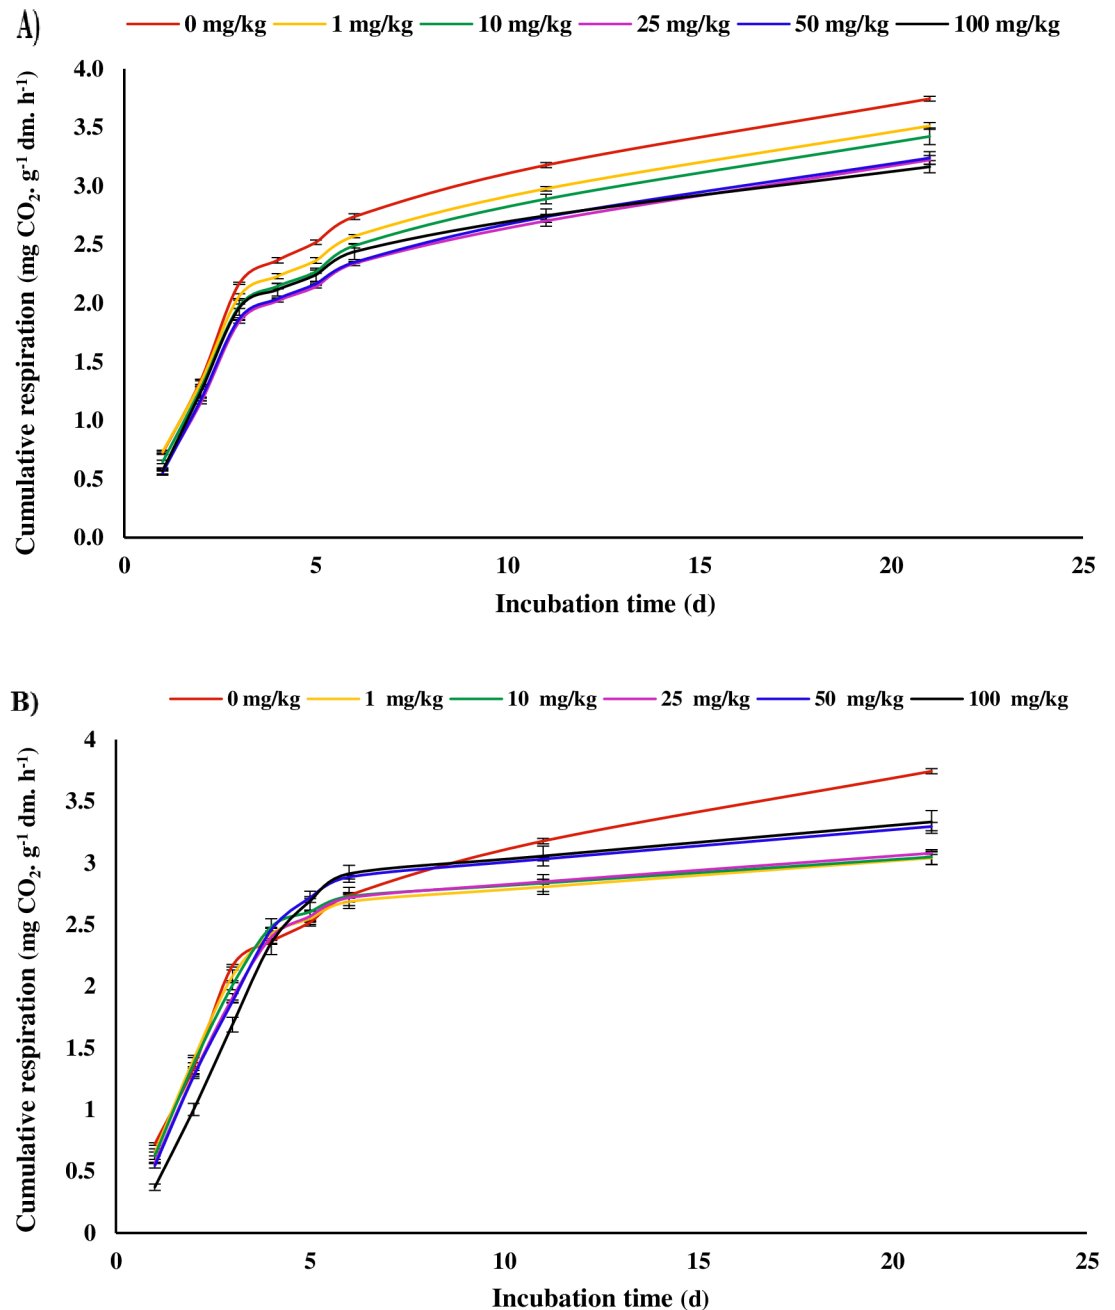 A)
0 mg/kg 1 mg/kg 10 mg/kg 25 mg/kg 50 mg/kg 100 mg/kg
Cumulative respiration (mg CO₂. g⁻¹ dm. h⁻¹)
4.0
3.5
3.0
2.5
2.0
1.5
1.0
0.5
0.0
0 5 10 15 20 25
Incubation time (d)
B)
0 mg/kg 1 mg/kg 10 mg/kg 25 mg/kg 50 mg/kg 100 mg/kg
Cumulative respiration (mg CO₂. g⁻¹ dm. h⁻¹)
4
3.5
3
2.5
2
1.5
1
0.5
0
0 5 10 15 20 25
Incubation time (d)